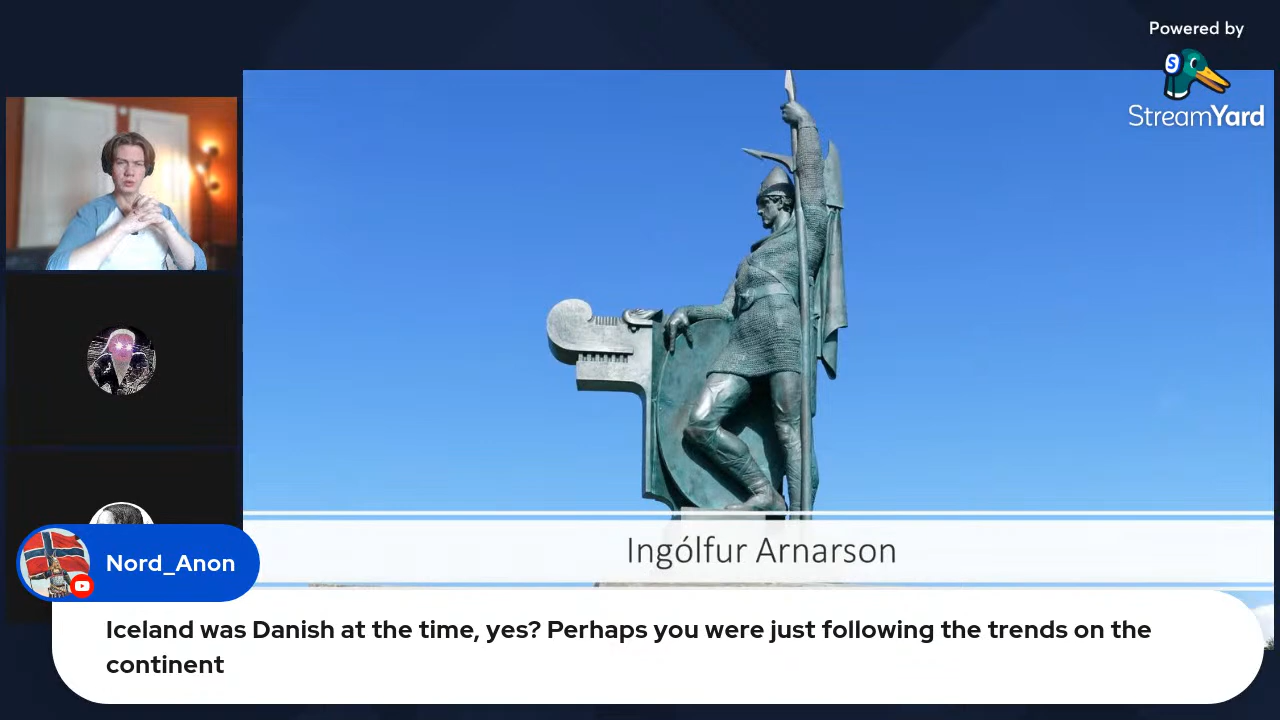 Powered by
StreamYard
Ingólfur Arnarson
Nord_Anon
Iceland was Danish at the time, yes? Perhaps you were just following the trends on the
continent